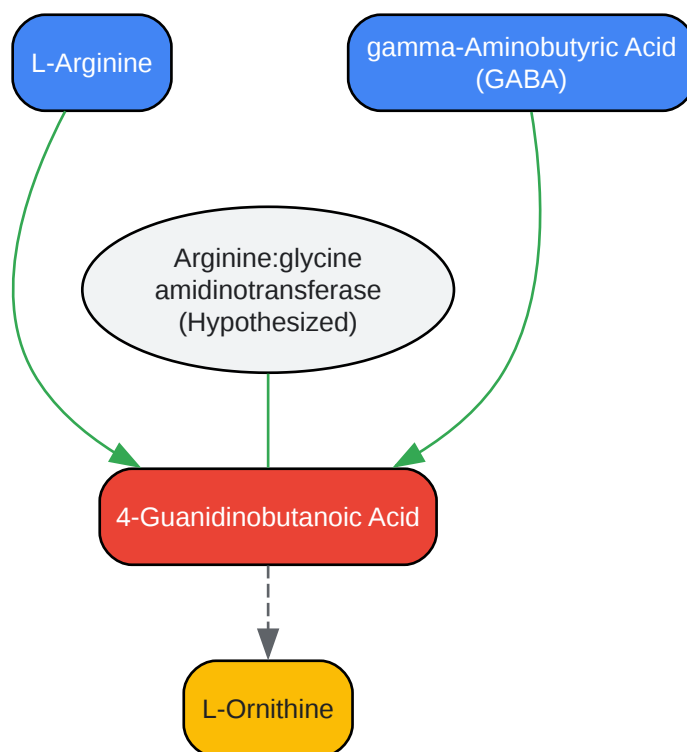 L-Arginine
gamma-Aminobutyric Acid
(GABA)
Arginine:glycine
amidinotransferase
(Hypothesized)
4-Guanidinobutanoic Acid
L-Ornithine